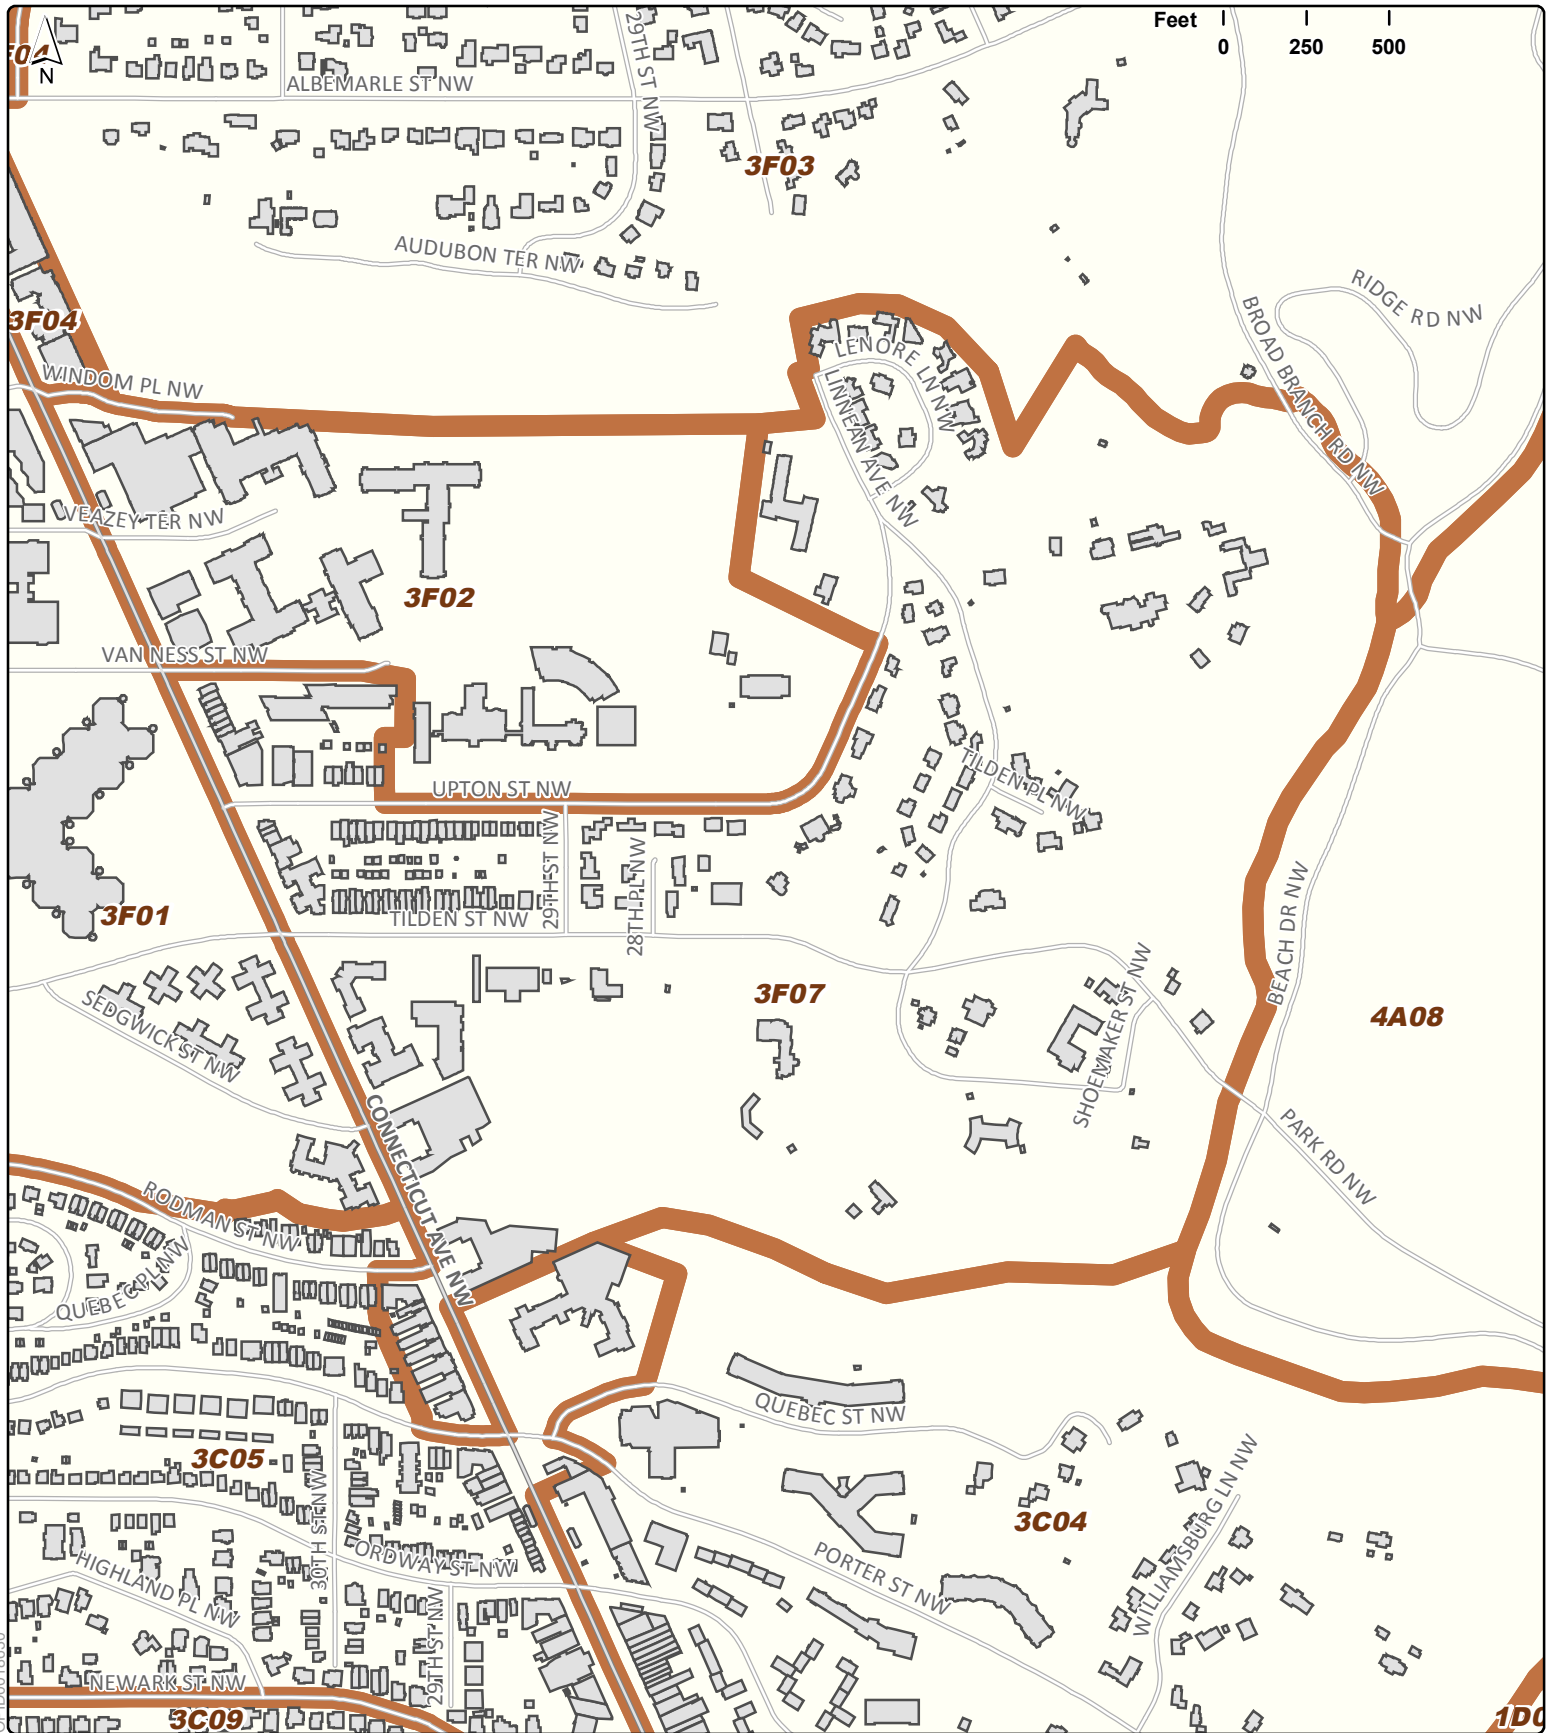 Feet
0 250 500
N
29TH ST NW
ALBEMARLE ST NW
3F03
AUDUBON TER NW
RIDGE RD NW
BROAD BRANCH RD NW
3F04
LENORE LN NW
WINDOM PL NW
LINNEAN AVE NW
VEAZEY TER NW
3F02
VAN NESS ST NW
TILDEN PL NW
UPTON ST NW
29TH ST NW
28TH PL NW
3F01
TILDEN ST NW
BEACH DR NW
SHOEMAKER ST NW
3F07
4A08
SEDGWICK ST NW
CONNECTICUT AVE NW
PARK RD NW
RODMAN ST NW
QUEBEC PL NW
QUEBEC ST NW
3C05
30TH ST NW
3C04
WILLIAMSBURG LN NW
ORDWAY ST NW
PORTER ST NW
HIGHLAND PL NW
29TH ST NW
NEWARK ST NW
3C09